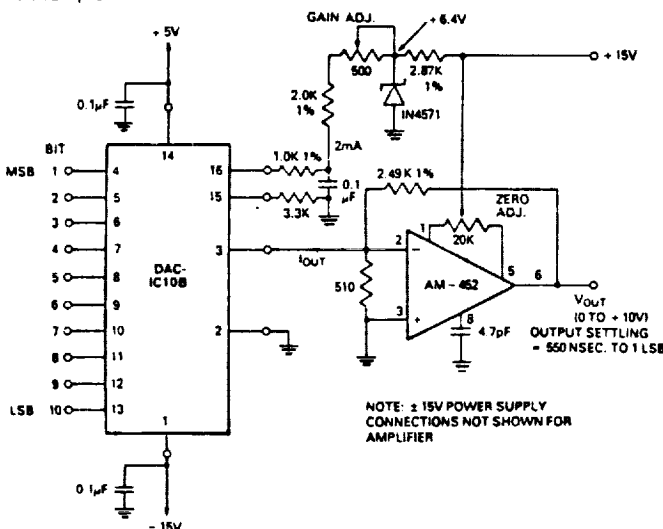 GAIN ADJ.
+ 6.4V
+ 5V
500
2.87K
1%
+ 15V
0.1µF
2.0K
1%
IN4571
BIT
14
2mA
1.0K 1%
2.49K 1%
MSB
1
4
16
0.1
µF
2
5
15
3.3K
ZERO
ADJ.
3
6
1
20K
4
7
DAC-
IC10B
3
IOUT
2
5
6
5
8
510
AM - 452
VOUT
(0 TO + 10V)
OUTPUT SETTLING
= 550 NSEC. TO 1 LSB
6
9
3
8
4.7pF
7
10
2
8
11
9
12
LSB
10
13
1
NOTE: ± 15V POWER SUPPLY
CONNECTIONS NOT SHOWN FOR
AMPLIFIER
0.1µF
- 15V